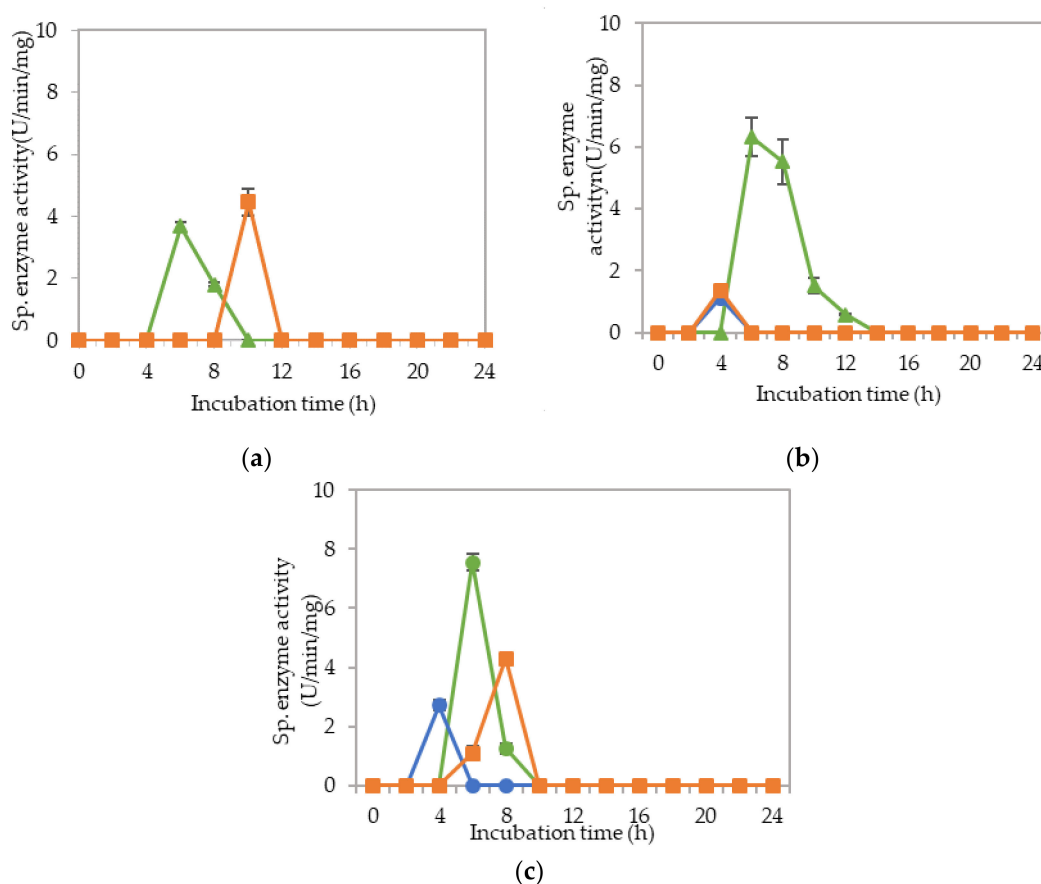 10
8
6
4
2
0
Sp. enzyme activity(U/min/mg)
0 4 8 12 16 20 24
Incubation time (h)
(a)
10
8
6
4
2
0
Sp. enzyme
activityn(U/min/mg)
0 4 8 12 16 20 24
Incubation time (h)
(b)
10
8
6
4
2
0
Sp. enzyme activity
(U/min/mg)
0 4 8 12 16 20 24
Incubation time (h)
(c)